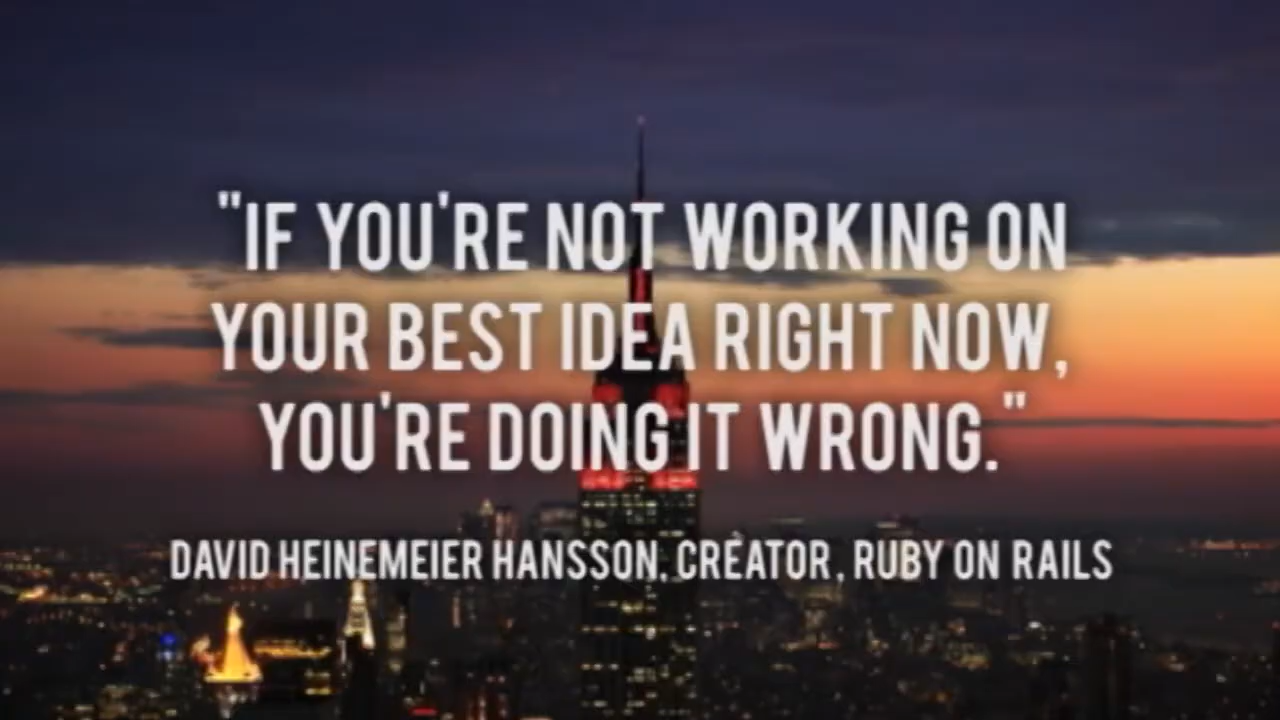 "IF YOU'RE NOT WORKING ON
YOUR BEST IDEA RIGHT NOW,
YOU'RE DOING IT WRONG."
DAVID HEINEMEIER HANSSON, CREATOR, RUBY ON RAILS